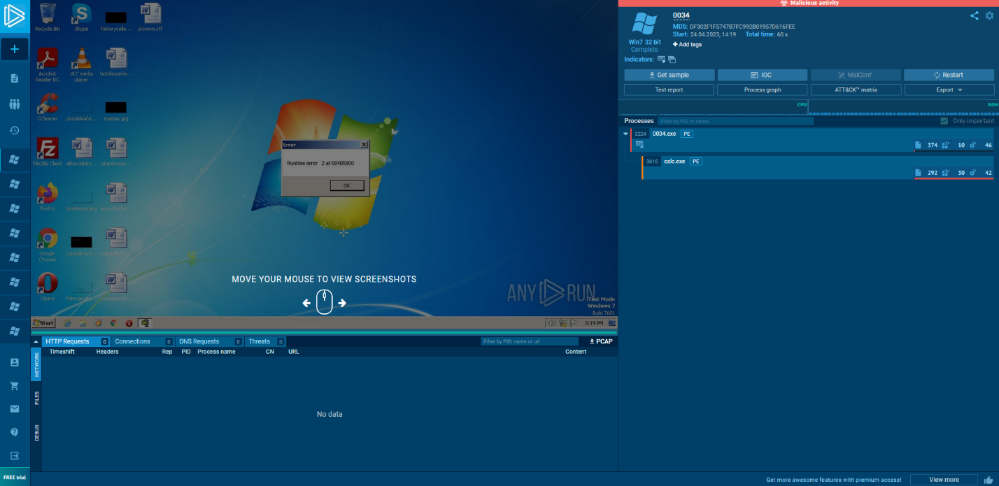 Malicious activity
Recycle Bin
Skype
historycolle...
sixwww.rtf
Acrobat
Reader DC
VLC media
player
hotelsmarke...
CCleaner
possibleafri...
manias.jpg
FileZilla Client
afterchildre...
Firefox
bushlegal.png
Google
Chrome
Opera
Error
Runtime error 2 at 00405800
OK
MOVE YOUR MOUSE TO VIEW SCREENSHOTS
ANY RUN
Test Mode
Windows 7
Build 7601
Start
6:19 PM
0034
MD5: DF302F1F5747B7FC992B01957D616FEE
Start: 24.04.2023, 14:19 Total time: 60 s
Add tags
Win7 32 bit
Complete
Indicators:
Get sample
IOC
MalConf
Restart
Text report
Process graph
ATT&CK™ matrix
Export
CPU
RAM
Processes
Filter by PID or name
Only important
3224 0034.exe PE
374 10 46
3616 calc.exe PE
292 30 42
HTTP Requests 0
Connections 0
DNS Requests 0
Threats 0
Filter by PID, name or url
PCAP
NETWORK
FILES
DEBUG
Timeshift Headers Rep PID Process name CN URL Content
No data
FREE trial
Get more awesome features with premium access!
View more